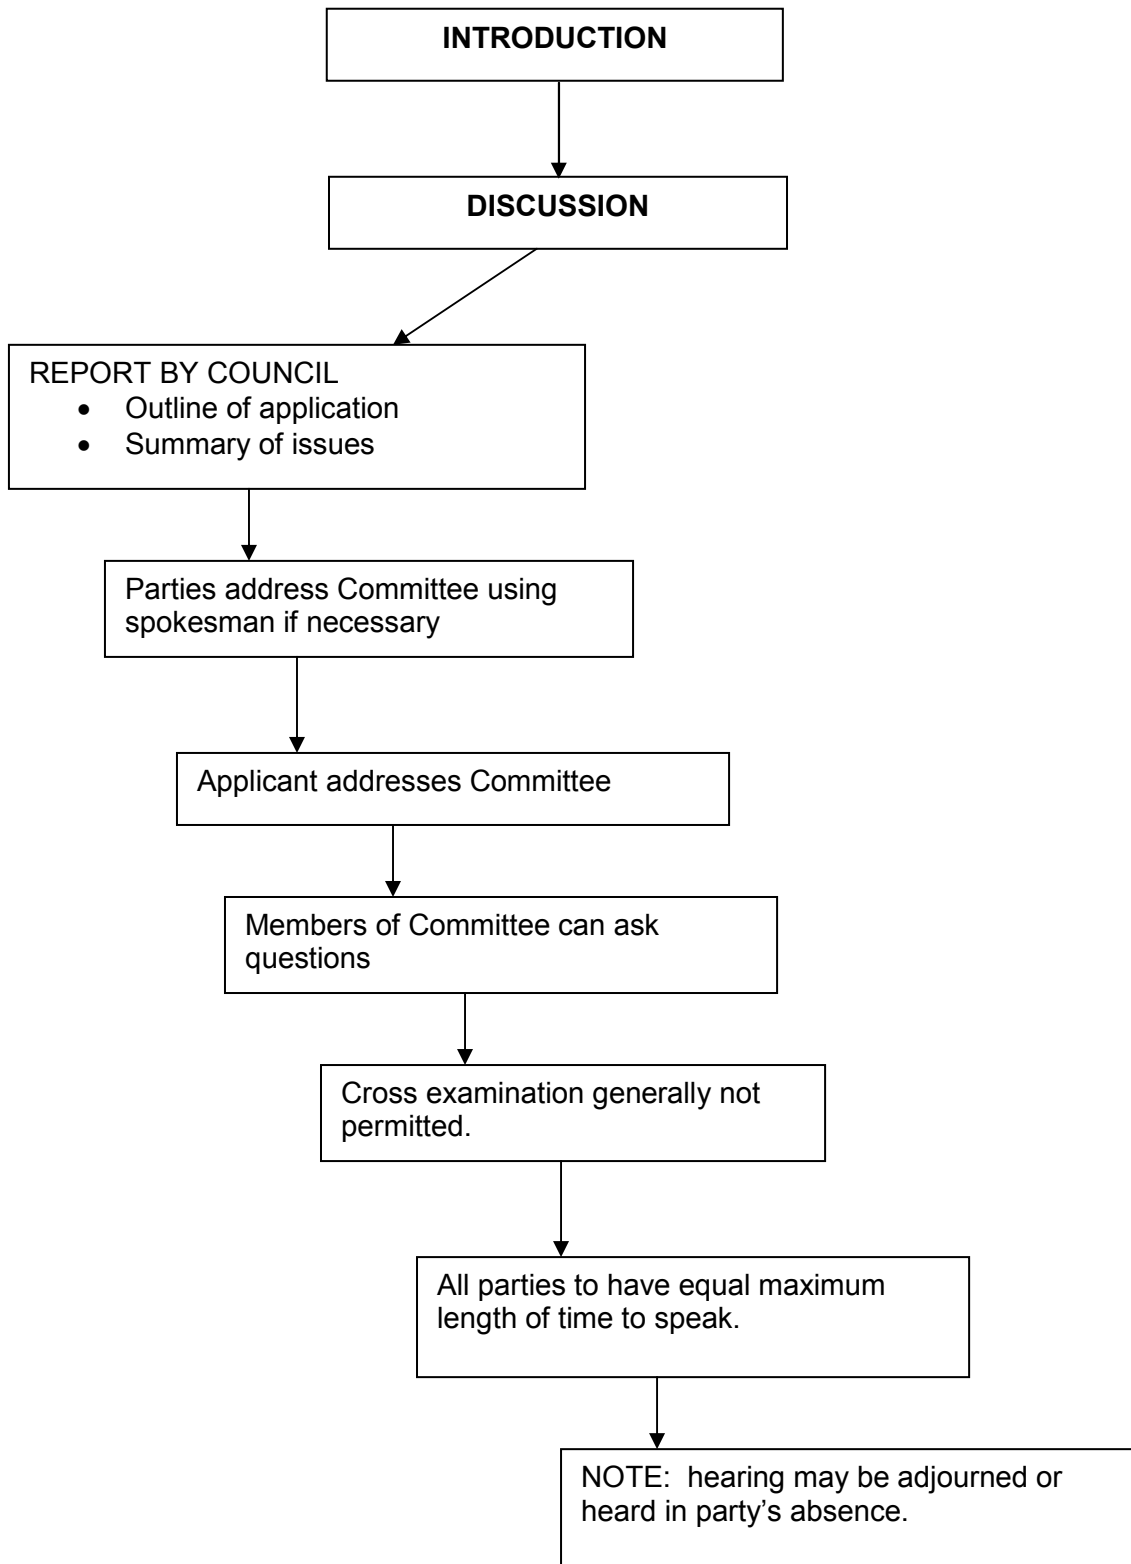 INTRODUCTION
DISCUSSION
REPORT BY COUNCIL
• Outline of application
• Summary of issues
Parties address Committee using
spokesman if necessary
Applicant addresses Committee
Members of Committee can ask
questions
Cross examination generally not
permitted.
All parties to have equal maximum
length of time to speak.
NOTE:  hearing may be adjourned or
heard in party’s absence.